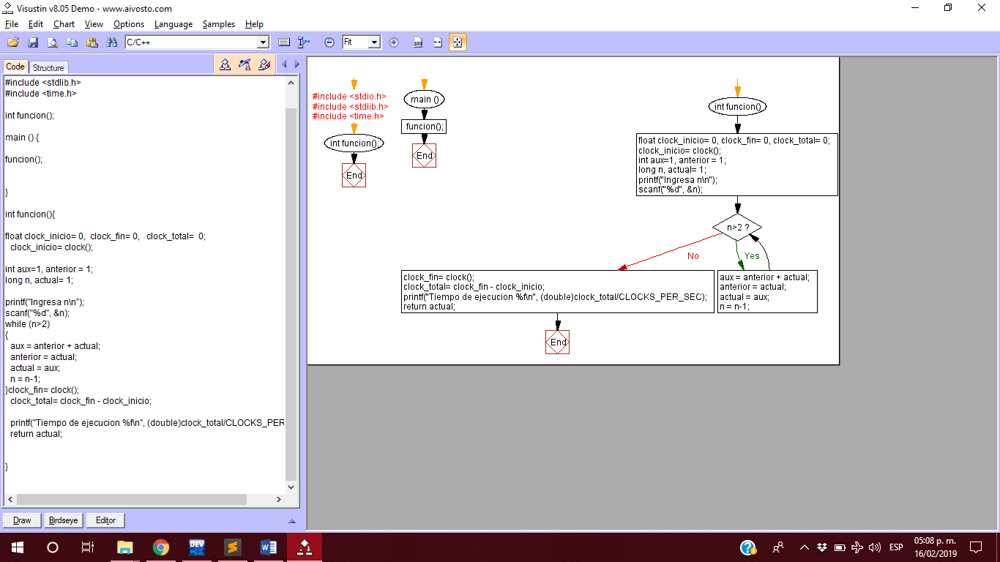 Visustin v8.05 Demo - www.aivosto.com
File Edit Chart View Options Language Samples Help
C/C++
Fit
100
Code Structure
#include <stdlib.h>
#include <time.h>
int funcion();
main () {
funcion();
}
int funcion(){
float clock_inicio= 0, clock_fin= 0, clock_total= 0;
clock_inicio= clock();
int aux=1, anterior = 1;
long n, actual= 1;
printf("Ingresa n\n");
scanf("%d", &n);
while (n>2)
{
aux = anterior + actual;
anterior = actual;
actual = aux;
n = n-1;
}clock_fin= clock();
clock_total= clock_fin - clock_inicio;
printf("Tiempo de ejecucion %f\n", (double)clock_total/CLOCKS_PER
return actual;
}
Draw Birdseye Editor
#include <stdio.h>
#include <stdlib.h>
#include <time.h>
int funcion();
End
main ()
funcion();
End
int funcion()
float clock_inicio= 0, clock_fin= 0, clock_total= 0;
clock_inicio= clock();
int aux=1, anterior = 1;
long n, actual= 1;
printf("Ingresa n\n");
scanf("%d", &n);
n>2 ?
No
Yes
clock_fin= clock();
clock_total= clock_fin - clock_inicio;
printf("Tiempo de ejecucion %f\n", (double)clock_total/CLOCKS_PER_SEC);
return actual;
End
aux = anterior + actual;
anterior = actual;
actual = aux;
n = n-1;
DEV
ESP
05:08 p. m.
16/02/2019